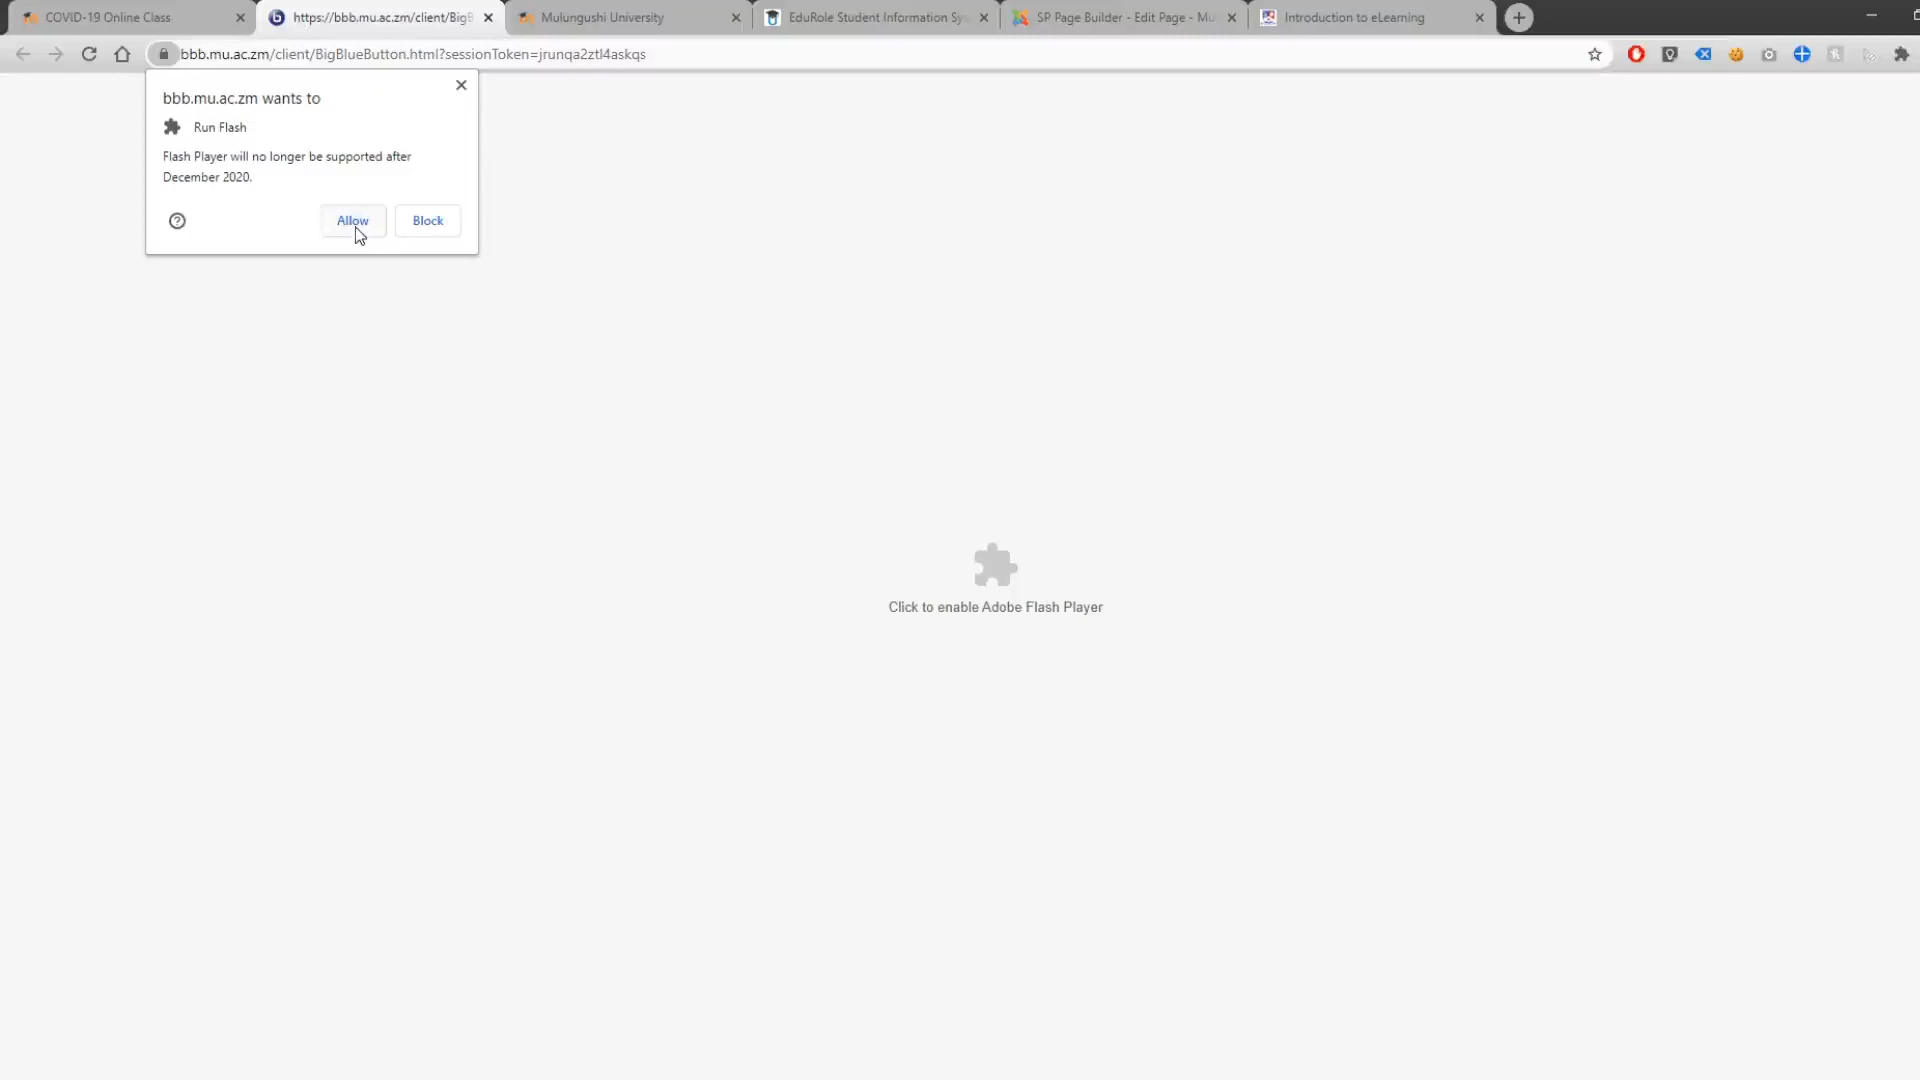 COVID-19 Online Class
https://bbb.mu.ac.zm/client/BigB
Mulungushi University
EduRole Student Information Sy
SP Page Builder - Edit Page - Mu
Introduction to eLearning
bbb.mu.ac.zm/client/BigBlueButton.html?sessionToken=jrunqa2ztl4askqs
bbb.mu.ac.zm wants to
Run Flash
Flash Player will no longer be supported after
December 2020.
Allow
Block
Click to enable Adobe Flash Player